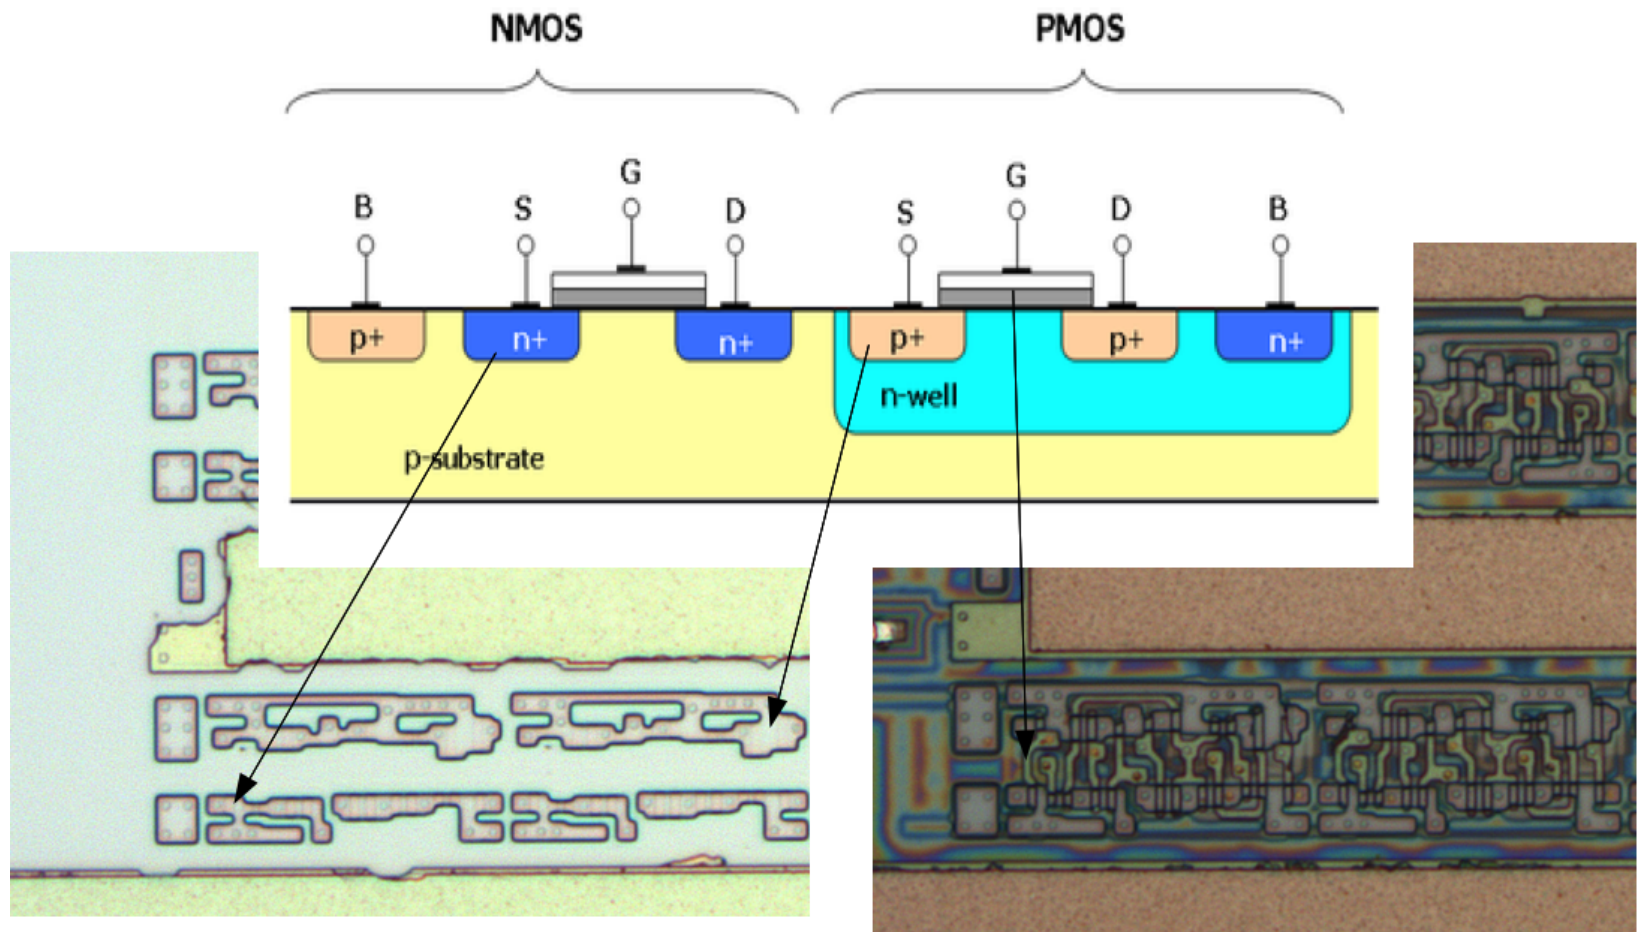 NMOS PMOS
G G
B S D S D B
p+ n+ n+ p+ p+ n+
n-well
p-substrate